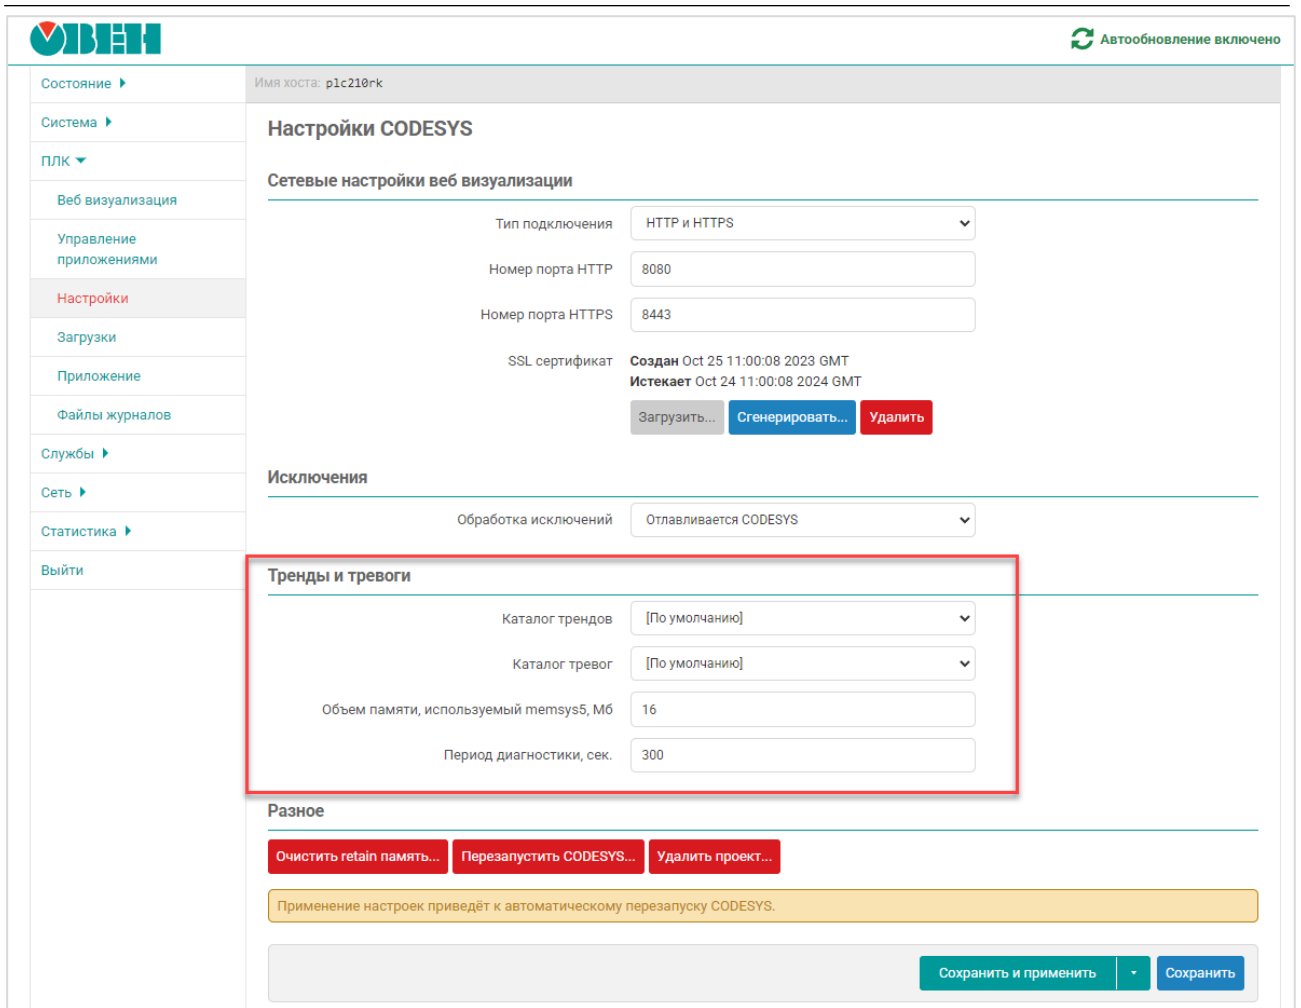 ОВЕН
Автообновление включено
Состояние
Имя хоста: plc210rk
Система
ПЛК
Веб визуализация
Управление
приложениями
Настройки
Загрузки
Приложение
Файлы журналов
Службы
Сеть
Статистика
Выйти
Настройки CODESYS
Сетевые настройки веб визуализации
Тип подключения HTTP и HTTPS
Номер порта HTTP 8080
Номер порта HTTPS 8443
SSL сертификат Создан Oct 25 11:00:08 2023 GMT
Истекает Oct 24 11:00:08 2024 GMT
Загрузить... Сгенерировать... Удалить
Исключения
Обработка исключений Отлавливается CODESYS
Тренды и тревоги
Каталог трендов [По умолчанию]
Каталог тревог [По умолчанию]
Объем памяти, используемый memsys5, Мб 16
Период диагностики, сек. 300
Разное
Очистить retain память... Перезапустить CODESYS... Удалить проект...
Применение настроек приведёт к автоматическому перезапуску CODESYS.
Сохранить и применить Сохранить